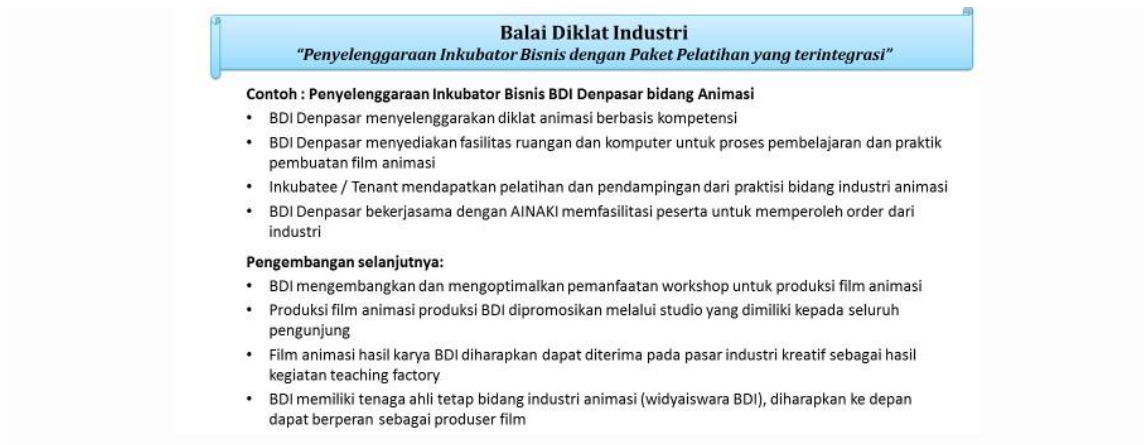 Balai Diklat Industri
“Penyelenggaraan Inkubator Bisnis dengan Paket Pelatihan yang terintegrasi”
Contoh : Penyelenggaraan Inkubator Bisnis BDI Denpasar bidang Animasi
• BDI Denpasar menyelenggarakan diklat animasi berbasis kompetensi
• BDI Denpasar menyediakan fasilitas ruangan dan komputer untuk proses pembelajaran dan praktik
pembuatan film animasi
• Inkubatee / Tenant mendapatkan pelatihan dan pendampingan dari praktisi bidang industri animasi
• BDI Denpasar bekerjasama dengan AINAKI memfasilitasi peserta untuk memperoleh order dari
industri
Pengembangan selanjutnya:
• BDI mengembangkan dan mengoptimalkan pemanfaatan workshop untuk produksi film animasi
• Produksi film animasi produksi BDI dipromosikan melalui studio yang dimiliki kepada seluruh
pengunjung
• Film animasi hasil karya BDI diharapkan dapat diterima pada pasar industri kreatif sebagai hasil
kegiatan teaching factory
• BDI memiliki tenaga ahli tetap bidang industri animasi (widyaiswara BDI), diharapkan ke depan
dapat berperan sebagai produser film